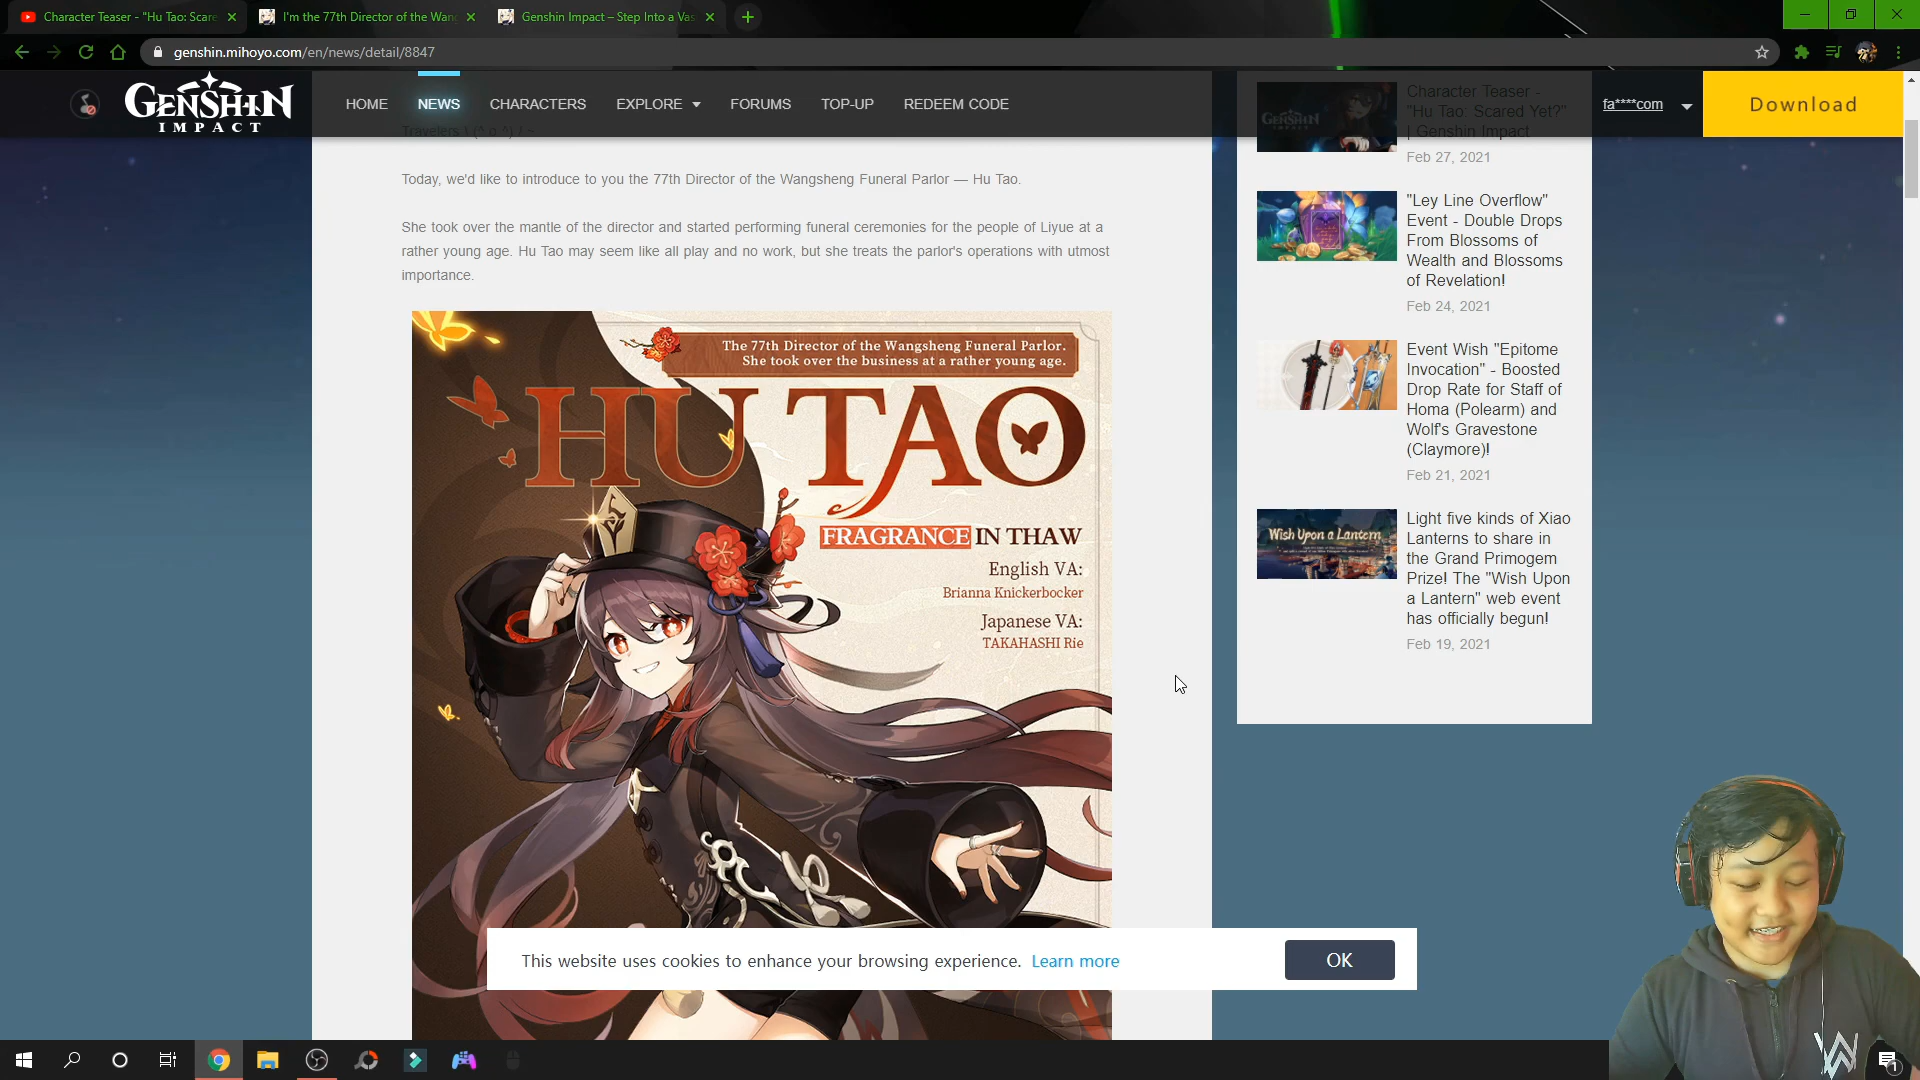 Character Teaser - "Hu Tao: Scare
I'm the 77th Director of the Wang
Genshin Impact – Step Into a Vas
genshin.mihoyo.com/en/news/detail/8847
GENSHIN
IMPACT
HOME
NEWS
CHARACTERS
EXPLORE
FORUMS
TOP-UP
REDEEM CODE
fa****com
Download
Travelers \ (^ o ^) / ~
Today, we'd like to introduce to you the 77th Director of the Wangsheng Funeral Parlor — Hu Tao.
She took over the mantle of the director and started performing funeral ceremonies for the people of Liyue at a
rather young age. Hu Tao may seem like all play and no work, but she treats the parlor's operations with utmost
importance.
The 77th Director of the Wangsheng Funeral Parlor.
She took over the business at a rather young age.
HU TAO
FRAGRANCE IN THAW
English VA:
Brianna Knickerbocker
Japanese VA:
TAKAHASHI Rie
Character Teaser -
"Hu Tao: Scared Yet?"
| Genshin Impact
Feb 27, 2021
"Ley Line Overflow"
Event - Double Drops
From Blossoms of
Wealth and Blossoms
of Revelation!
Feb 24, 2021
Event Wish "Epitome
Invocation" - Boosted
Drop Rate for Staff of
Homa (Polearm) and
Wolf's Gravestone
(Claymore)!
Feb 21, 2021
Wish Upon a Lantern
Light five kinds of Xiao
Lanterns to share in
the Grand Primogem
Prize! The "Wish Upon
a Lantern" web event
has officially begun!
Feb 19, 2021
This website uses cookies to enhance your browsing experience. Learn more
OK
1